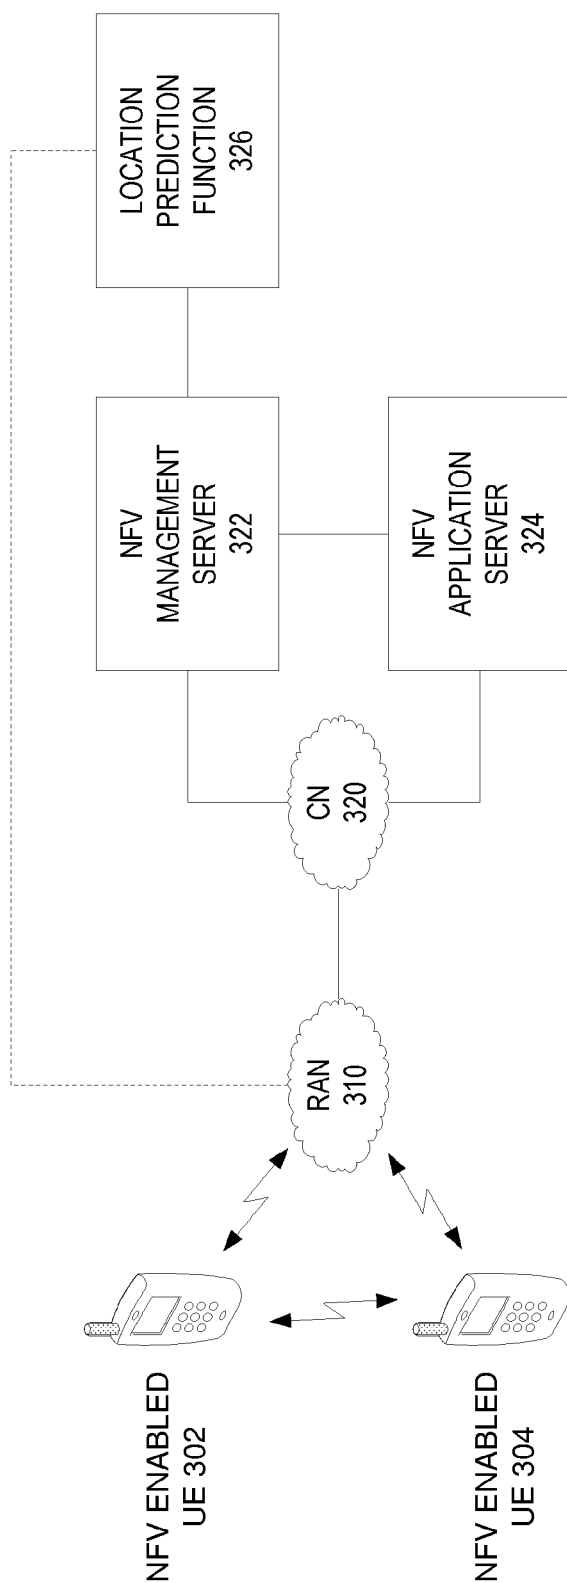 NFV ENABLED
UE 302
NFV ENABLED
UE 304
RAN
310
CN
320
NFV
MANAGEMENT
SERVER
322
NFV
APPLICATION
SERVER
324
LOCATION
PREDICTION
FUNCTION
326